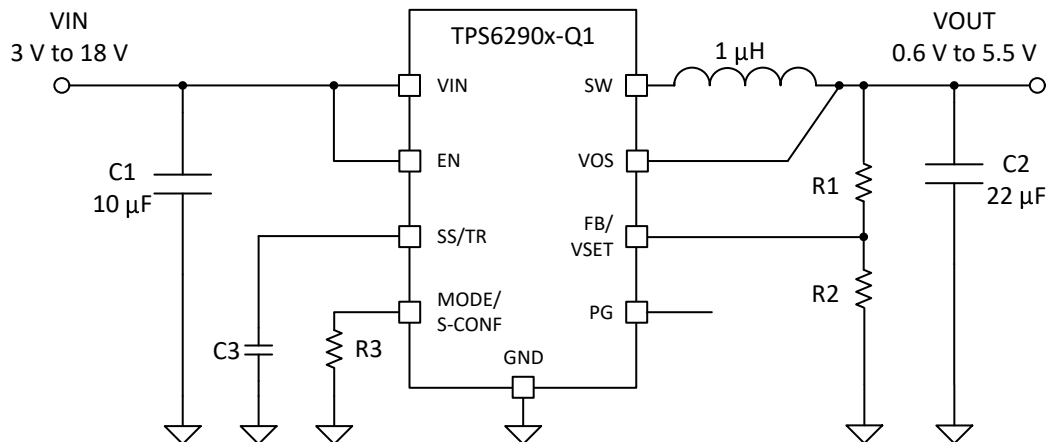 VIN
3 V to 18 V
TPS6290x-Q1
VOUT
0.6 V to 5.5 V
1 µH
VIN
SW
EN
VOS
C1
10 µF
R1
C2
22 µF
SS/TR
FB/
VSET
MODE/
S-CONF
R2
PG
C3
R3
GND